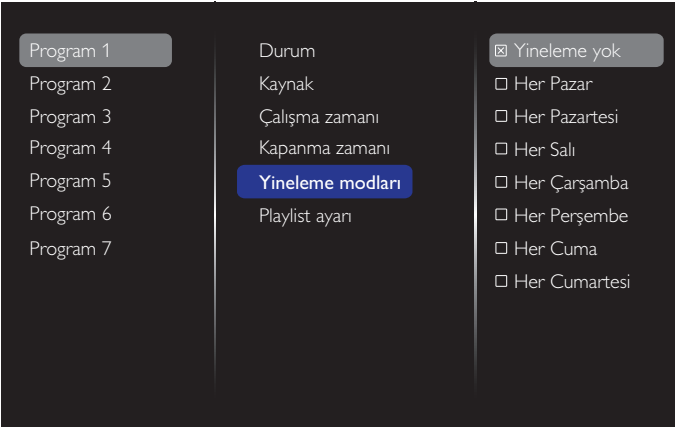 Program 1
Program 2
Program 3
Program 4
Program 5
Program 6
Program 7
Durum
Kaynak
Çalışma zamanı
Kapanma zamanı
Yineleme modları
Playlist ayarı
Yineleme yok
Her Pazar
Her Pazartesi
Her Salı
Her Çarşamba
Her Perşembe
Her Cuma
Her Cumartesi